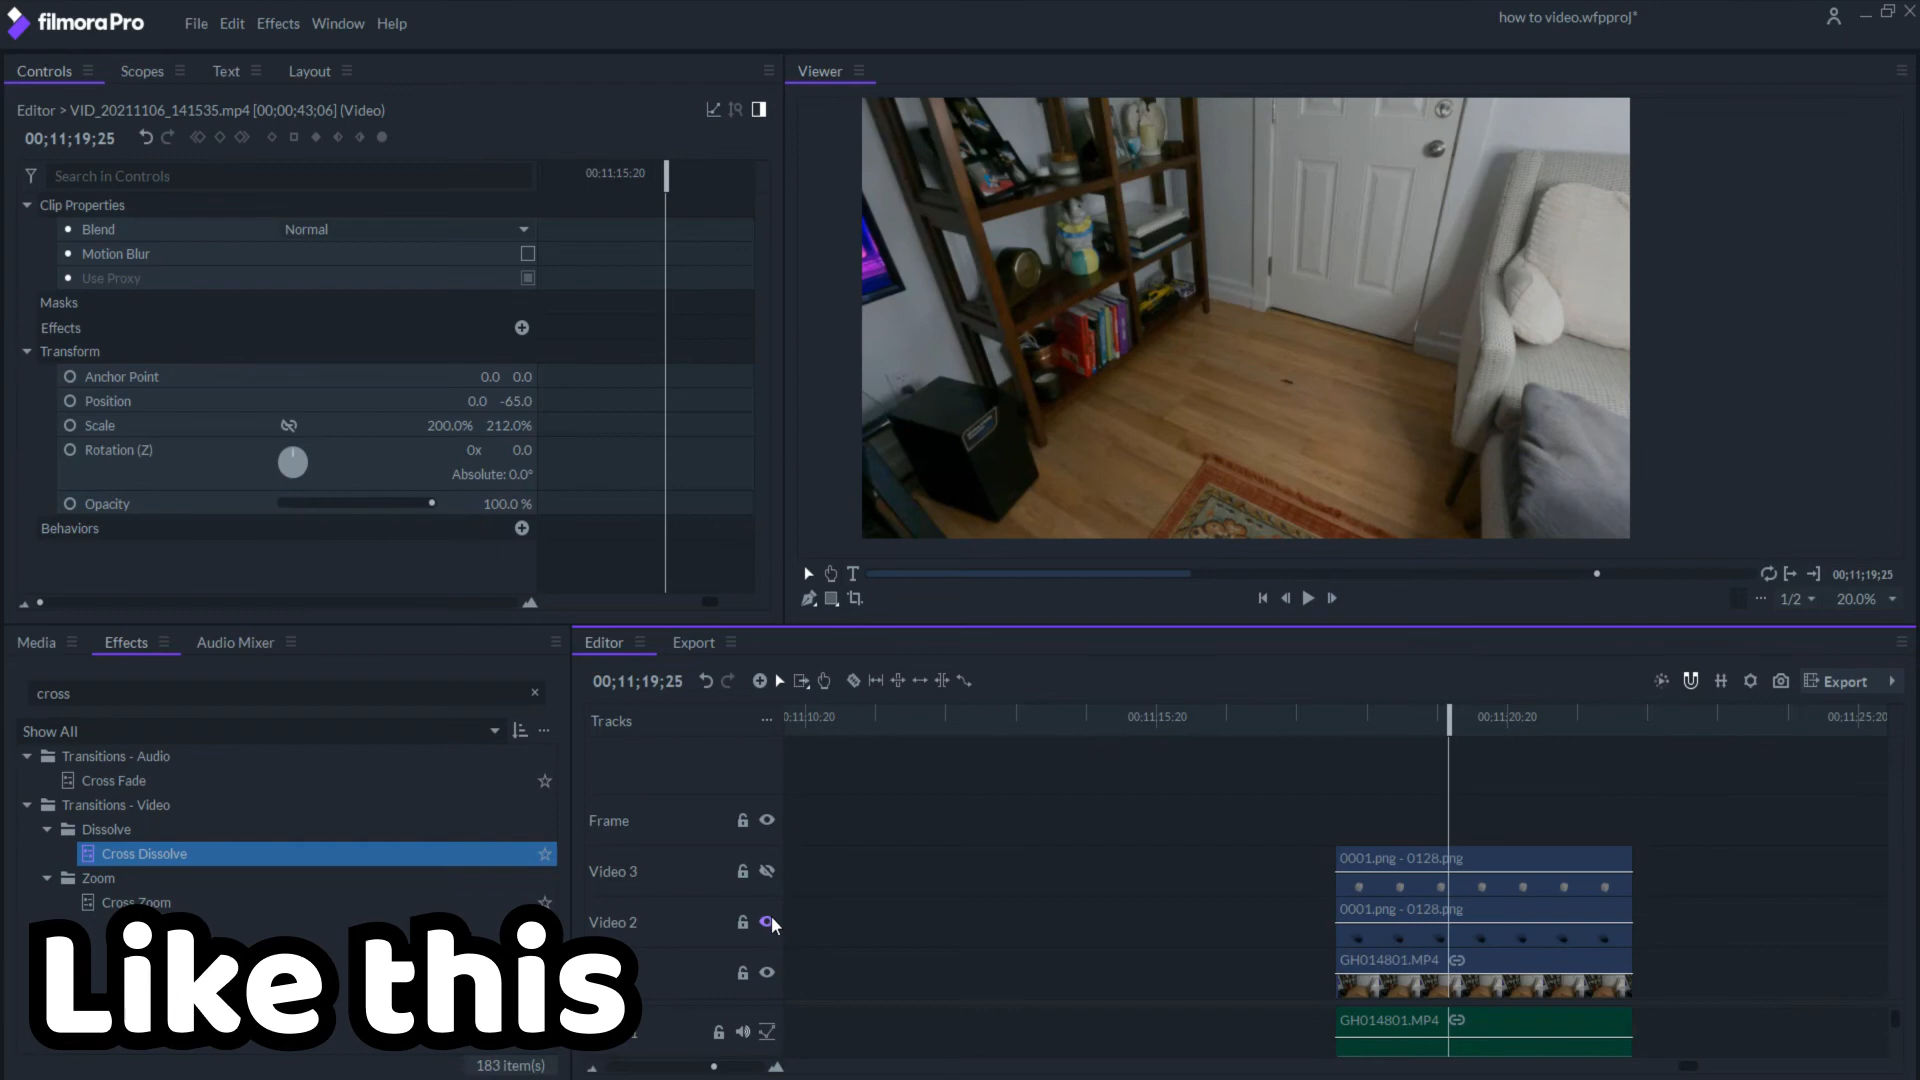 filmoraPro
File Edit Effects Window Help
how to video.wfpproj*
Controls Scopes Text Layout
Viewer
Editor > VID_20211106_141535.mp4 [00;00;43;06] (Video)
00;11;19;25
Search in Controls
00;11;15;20
Clip Properties
Blend Normal
Motion Blur
Use Proxy
Masks
Effects
Transform
Anchor Point 0.0 0.0
Position 0.0 -65.0
Scale 200.0% 212.0%
Rotation (Z) 0x 0.0
Absolute: 0.0°
Opacity 100.0 %
Behaviors
00;11;19;25
1/2 20.0%
Media Effects Audio Mixer
Editor Export
cross
00;11;19;25
Export
Show All
Tracks
0;11;10;20 00;11;15;20 00;11;20;20 00;11;25;20
Transitions - Audio
Cross Fade
Transitions - Video
Dissolve
Cross Dissolve
Zoom
Cross Zoom
Frame
Video 3
0001.png - 0128.png
Video 2
0001.png - 0128.png
GH014801.MP4
GH014801.MP4
Like this
183 item(s)